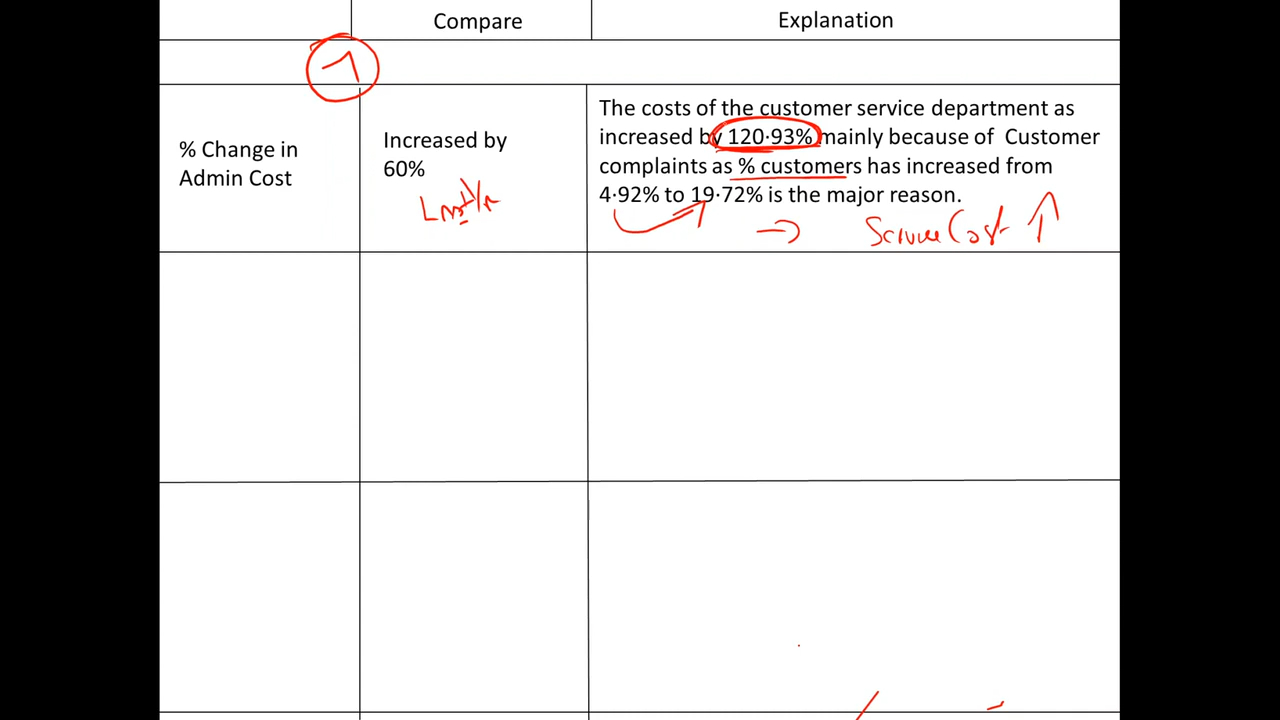 Compare
Explanation
% Change in
Admin Cost
Increased by
60%
The costs of the customer service department as
increased by 120·93% mainly because of Customer
complaints as % customers has increased from
4·92% to 19·72% is the major reason.
Service Cost ↑